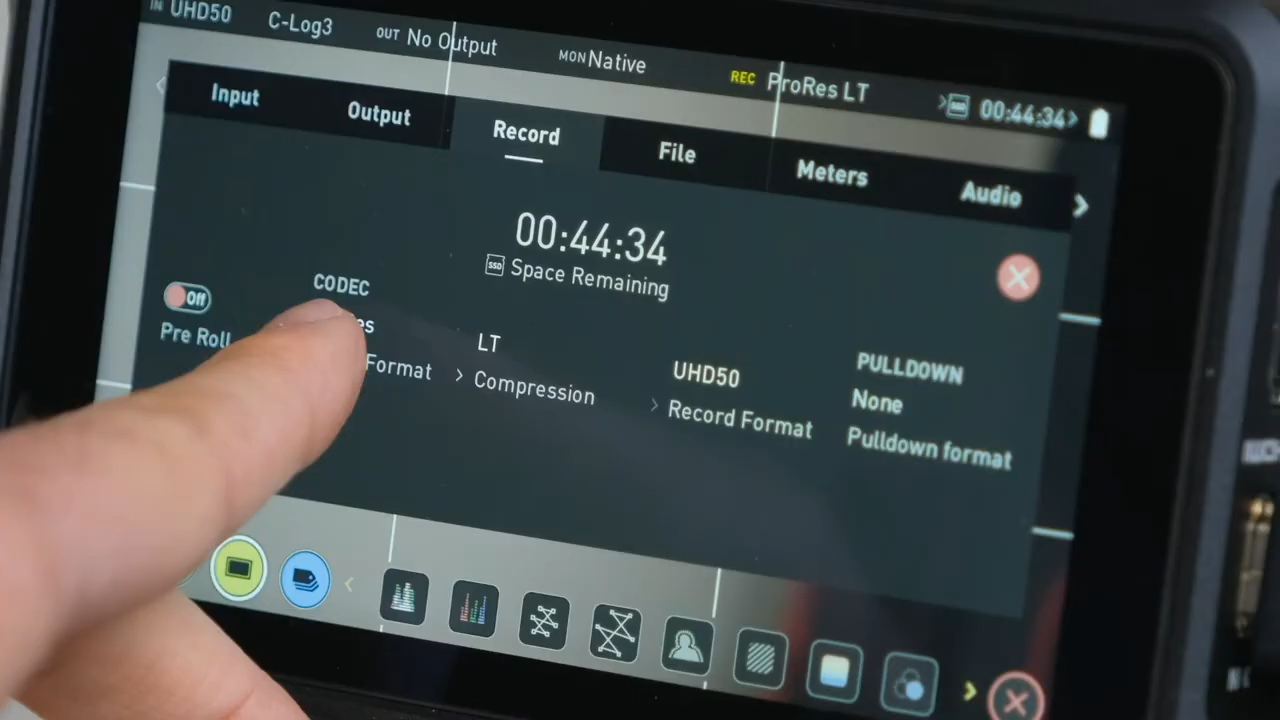 IN UHD50 C-Log3 OUT No Output MON Native REC ProRes LT SSD 00:44:34
Input Output Record File Meters Audio
00:44:34
SSD Space Remaining
Off
Pre Roll
CODEC
es
Format
LT
Compression
UHD50
Record Format
PULLDOWN
None
Pulldown format